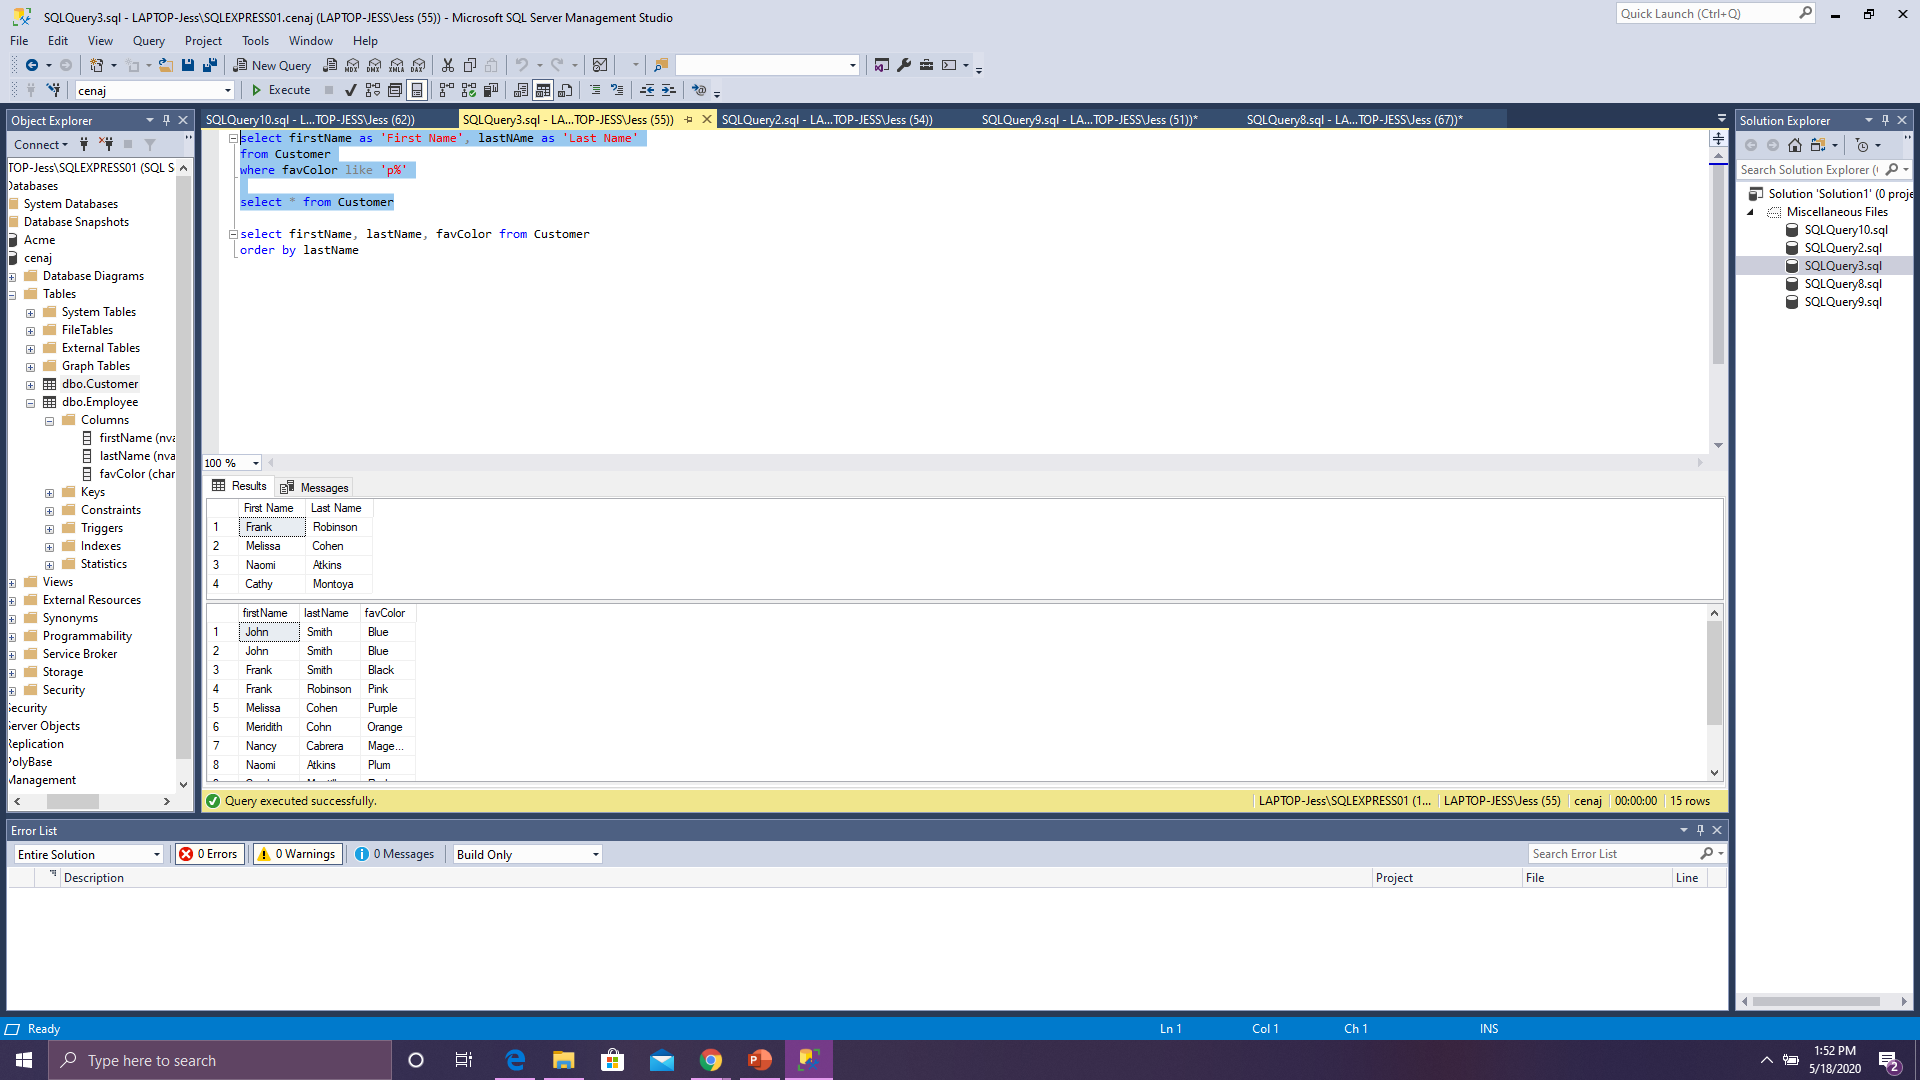 SQLQuery3.sql - LAPTOP-Jess\SQLEXPRESS01.cenaj (LAPTOP-JESS\Jess (55)) - Microsoft SQL Server Management Studio
Quick Launch (Ctrl+Q)
File Edit View Query Project Tools Window Help
New Query
MDX DMX XMLA DAX
cenaj
Execute
Object Explorer
SQLQuery10.sql - L...TOP-JESS\Jess (62))
SQLQuery3.sql - LA...TOP-JESS\Jess (55))
SQLQuery2.sql - LA...TOP-JESS\Jess (54))
SQLQuery9.sql - LA...TOP-JESS\Jess (51))*
SQLQuery8.sql - LA...TOP-JESS\Jess (67))*
Connect
TOP-Jess\SQLEXPRESS01 (SQL S
Databases
System Databases
Database Snapshots
Acme
cenaj
Database Diagrams
Tables
System Tables
FileTables
External Tables
Graph Tables
dbo.Customer
dbo.Employee
Columns
firstName (nva
lastName (nva
favColor (char
Keys
Constraints
Triggers
Indexes
Statistics
Views
External Resources
Synonyms
Programmability
Service Broker
Storage
Security
Security
Server Objects
Replication
PolyBase
Management
select firstNAme as 'First Name', lastNAme as 'Last Name'
from Customer
where favColor like 'p%'
select * from Customer
select firstName, lastName, favColor from Customer
order by lastName
100 %
Results
Messages
First Name Last Name
1 Frank Robinson
2 Melissa Cohen
3 Naomi Atkins
4 Cathy Montoya
firstName lastName favColor
1 John Smith Blue
2 John Smith Blue
3 Frank Smith Black
4 Frank Robinson Pink
5 Melissa Cohen Purple
6 Meridith Cohn Orange
7 Nancy Cabrera Mage...
8 Naomi Atkins Plum
Query executed successfully.
LAPTOP-Jess\SQLEXPRESS01 (1... LAPTOP-JESS\Jess (55) cenaj 00:00:00 15 rows
Solution Explorer
Search Solution Explorer (
Solution 'Solution1' (0 proje
Miscellaneous Files
SQLQuery10.sql
SQLQuery2.sql
SQLQuery3.sql
SQLQuery8.sql
SQLQuery9.sql
Error List
Entire Solution
0 Errors
0 Warnings
0 Messages
Build Only
Search Error List
Description Project File Line
Ready
Ln 1 Col 1 Ch 1 INS
Type here to search
1:52 PM
5/18/2020
2